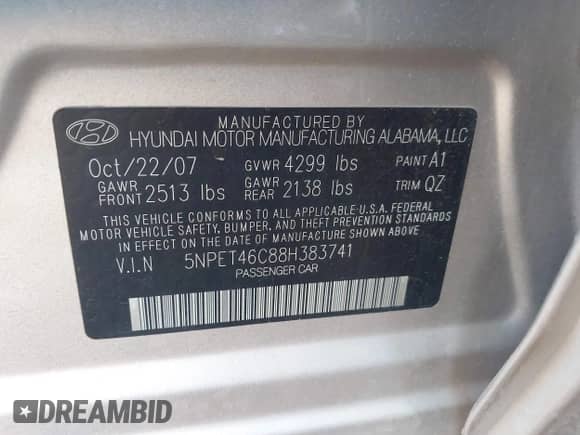 MANUFACTURED BY
HYUNDAI MOTOR MANUFACTURING ALABAMA, LLC
Oct/22/07 GVWR 4299 lbs PAINT A1
GAWR FRONT 2513 lbs GAWR REAR 2138 lbs TRIM QZ
THIS VEHICLE CONFORMS TO ALL APPLICABLE U.S.A. FEDERAL
MOTOR VEHICLE SAFETY, BUMPER, AND THEFT PREVENTION STANDARDS
IN EFFECT ON THE DATE OF MANUFACTURE SHOWN ABOVE.
V.I.N 5NPET46C88H383741
PASSENGER CAR
DREAMBID